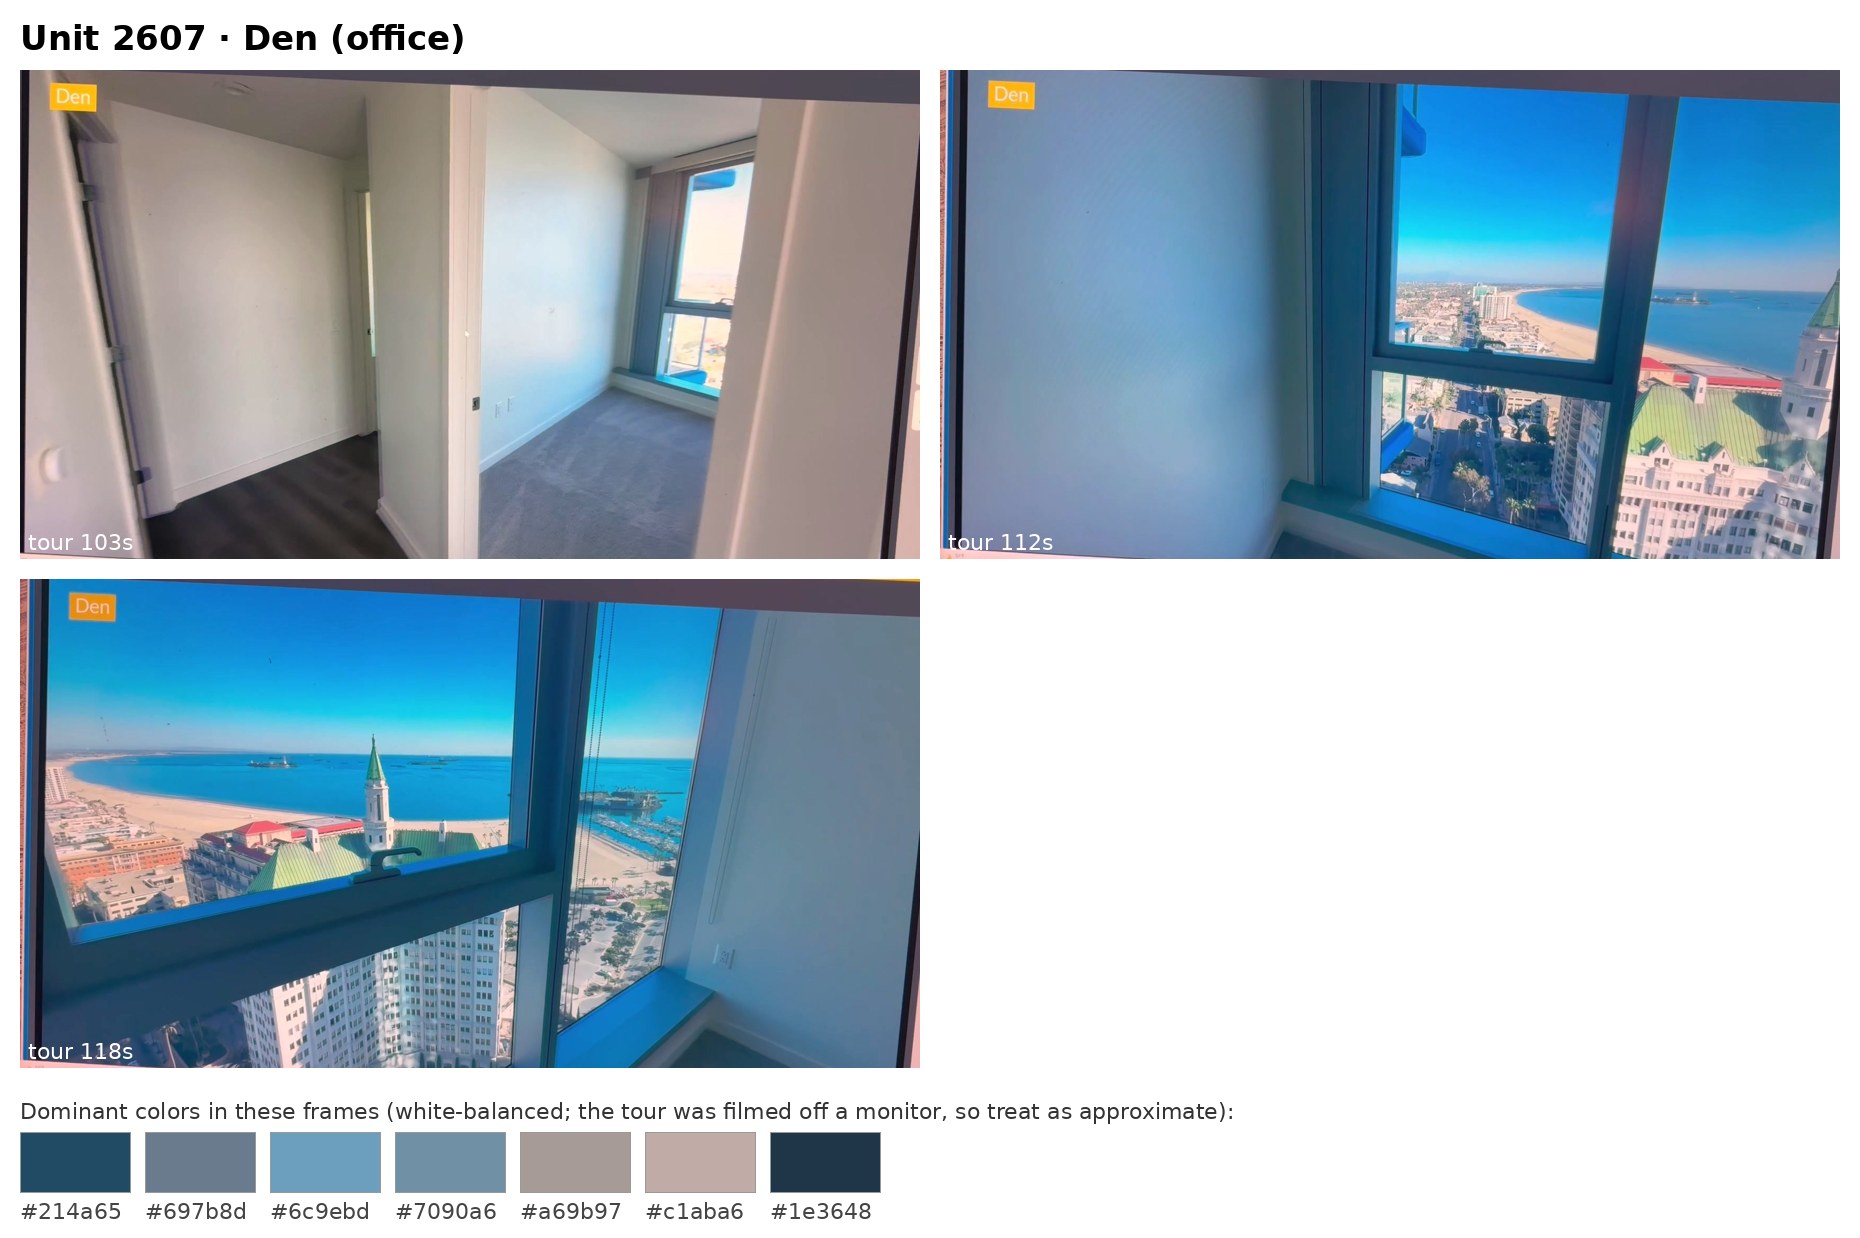 Unit 2607 · Den (office)
Den
tour 103s
Den
tour 112s
Den
tour 118s
Dominant colors in these frames (white-balanced; the tour was filmed off a monitor, so treat as approximate):
#214a65 #697b8d #6c9ebd #7090a6 #a69b97 #c1aba6 #1e3648